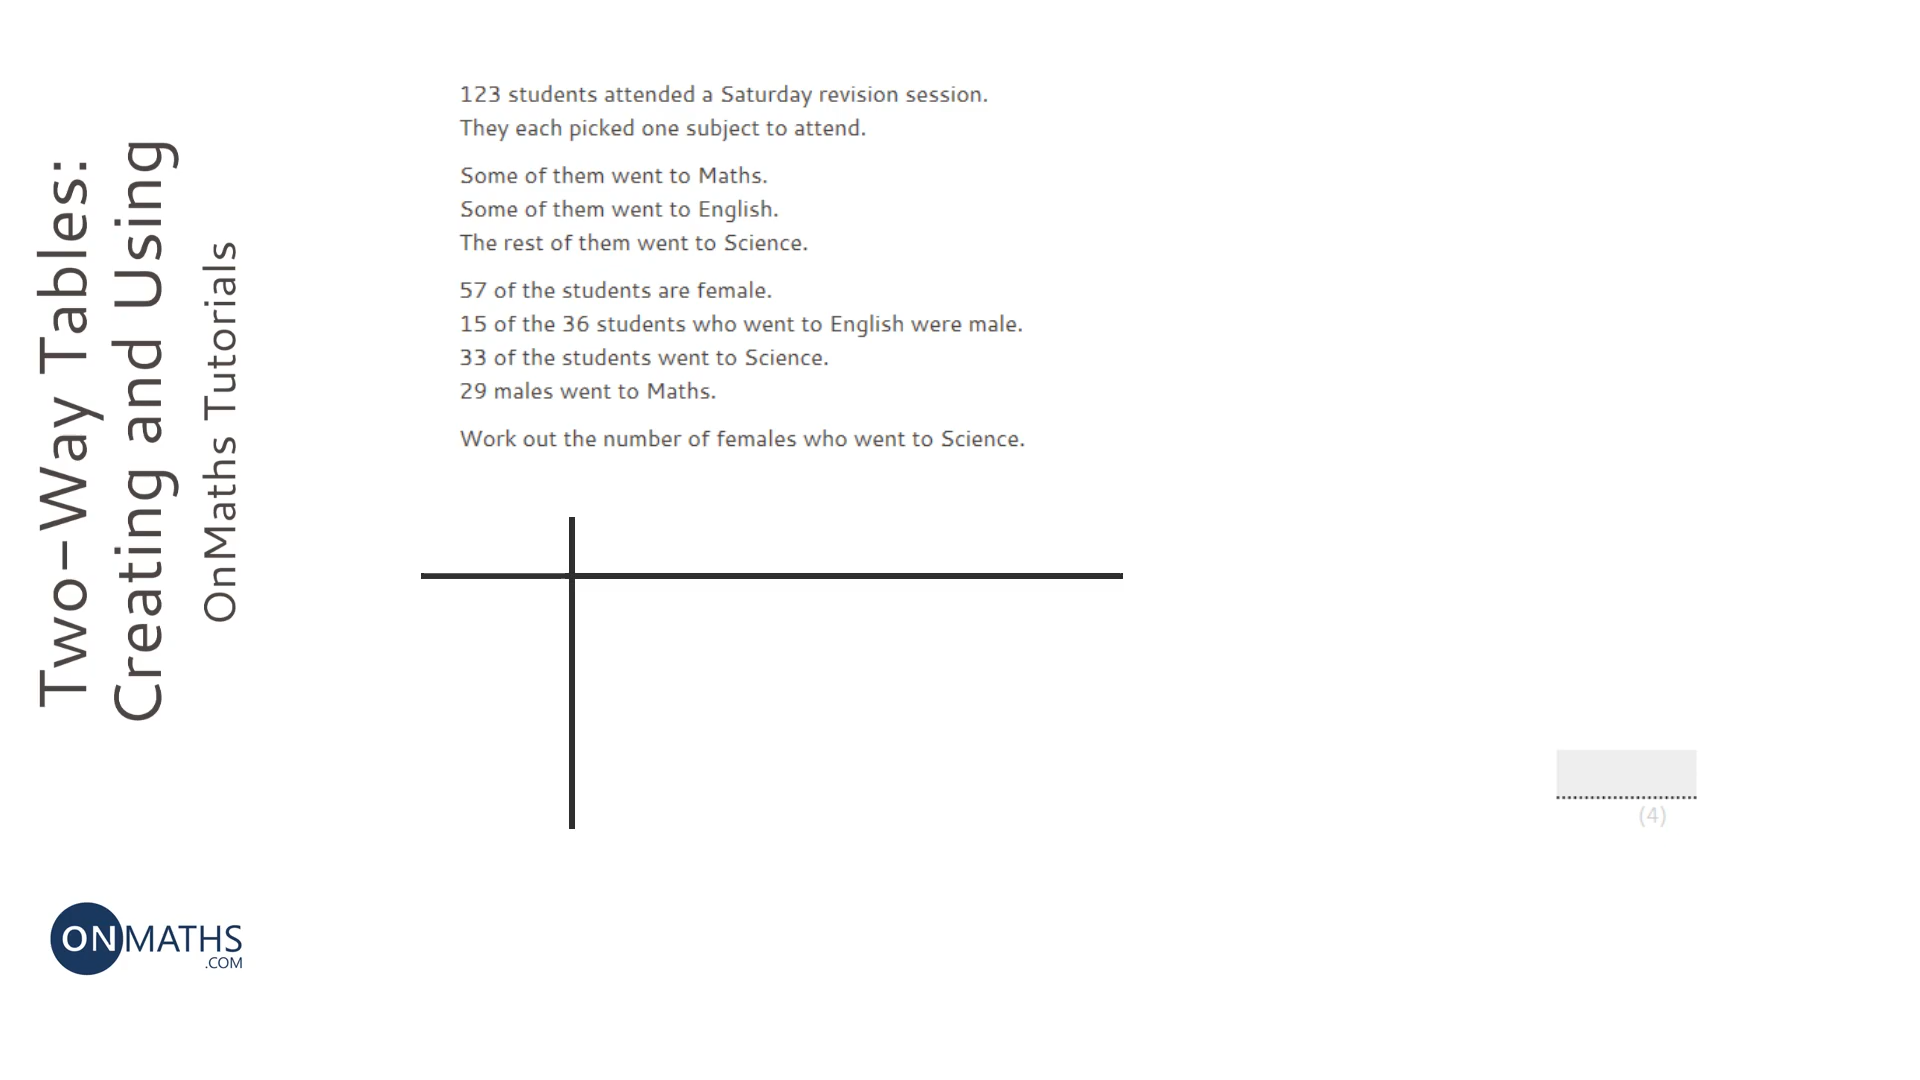 Two-Way Tables:
Creating and Using
OnMaths Tutorials
123 students attended a Saturday revision session.
They each picked one subject to attend.
Some of them went to Maths.
Some of them went to English.
The rest of them went to Science.
57 of the students are female.
15 of the 36 students who went to English were male.
33 of the students went to Science.
29 males went to Maths.
Work out the number of females who went to Science.
(4)
ONMATHS
.COM